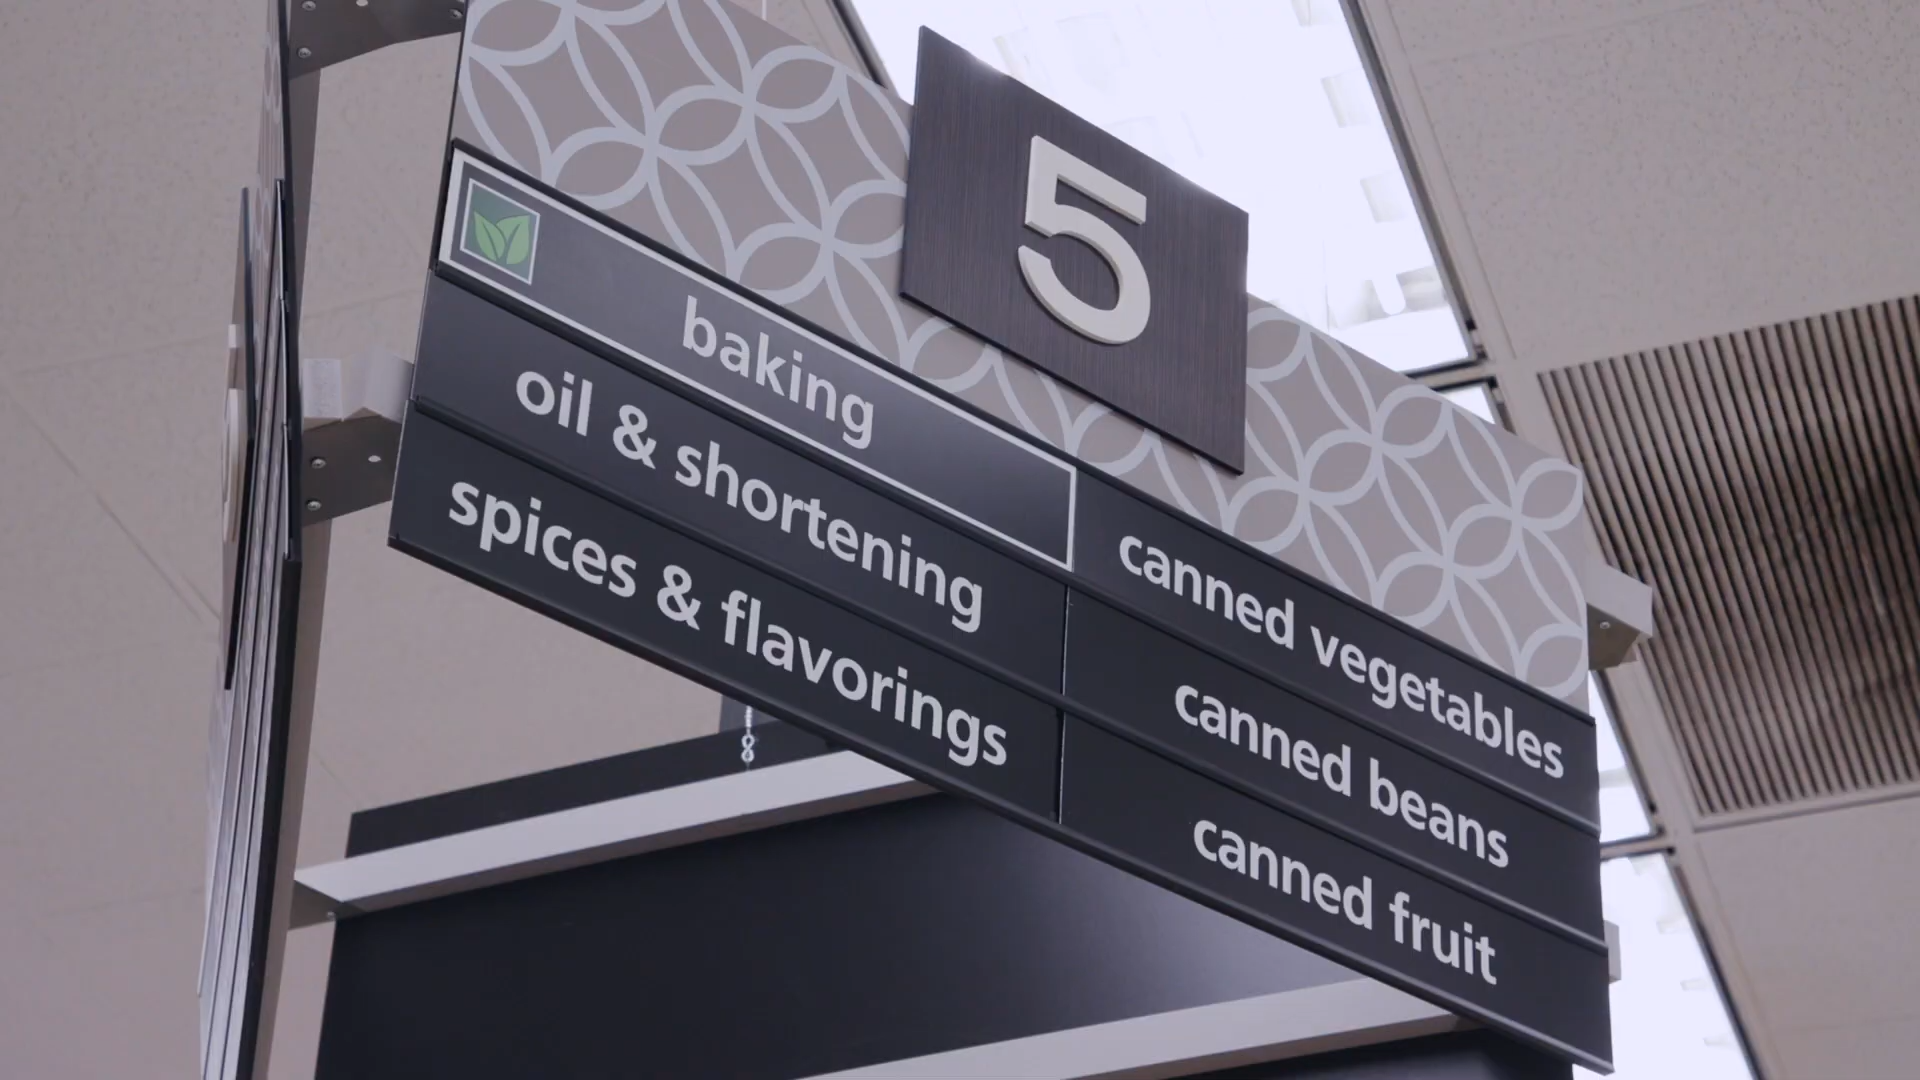 5
baking
oil & shortening
spices & flavorings
canned vegetables
canned beans
canned fruit